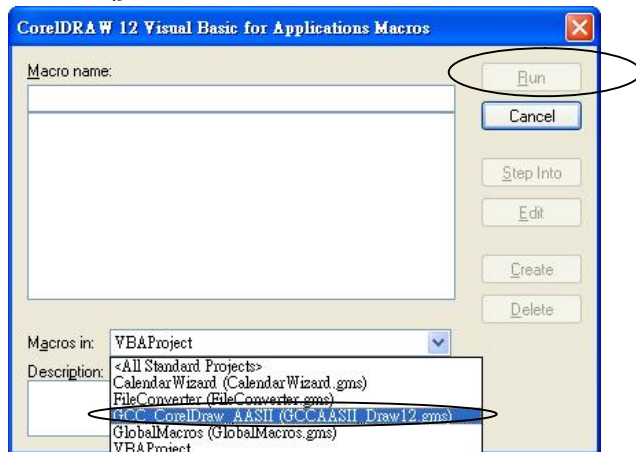 CorelDRAW 12 Visual Basic for Applications Macros
Macro name:
Run
Cancel
Step Into
Edit
Create
Delete
Macros in: VBAProject
Description:
<All Standard Projects>
CalendarWizard (CalendarWizard.gms)
FileConverter (FileConverter.gms)
GCC_CorelDraw_AASII (GCCAASII_Draw12.gms)
GlobalMacros (GlobalMacros.gms)
VBAProject